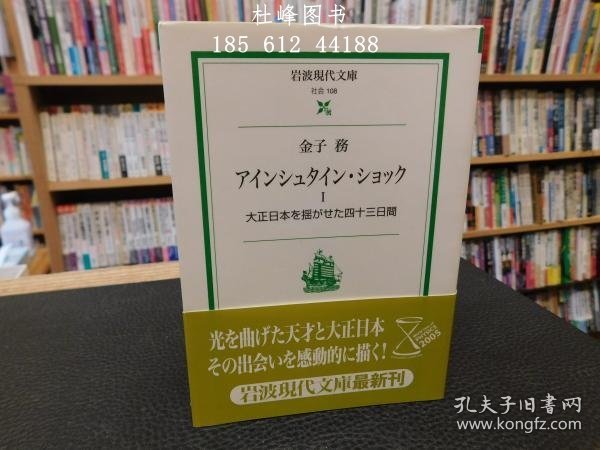 杜峰图书
185 612 44188
岩波現代文庫
社会 108
金子 務
アインシュタイン・ショック
I
大正日本を揺がせた四十三日間
光を曲げた天才と大正日本
その出会いを感動的に描く!
岩波現代文庫最新刊
2005
孔夫子旧书网
www.kongfz.com